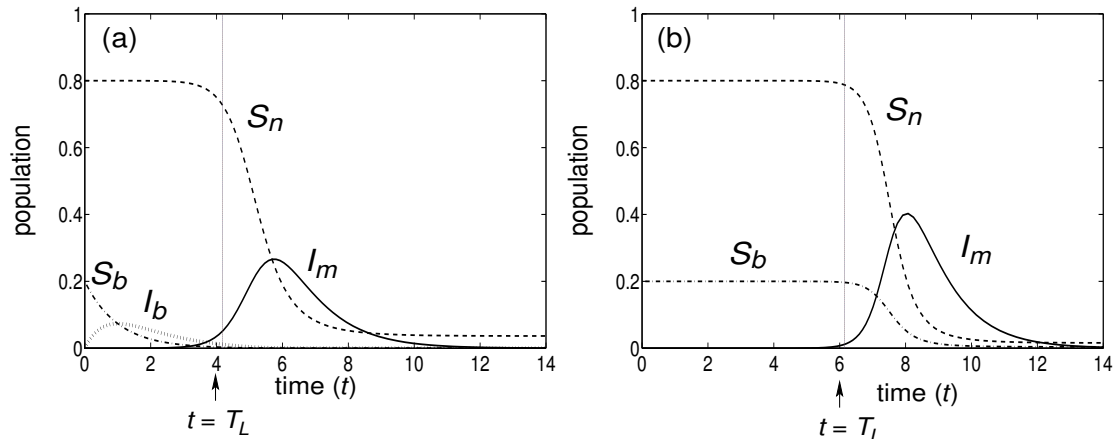 (a)
population
1
0.8
0.6
0.4
0.2
0
S_n
S_b
I_b
I_m
0 2 4 6 8 10 12 14
time (t)
t = T_L
(b)
population
1
0.8
0.6
0.4
0.2
0
S_n
S_b
I_m
0 2 4 6 8 10 12 14
time (t)
t = T_L